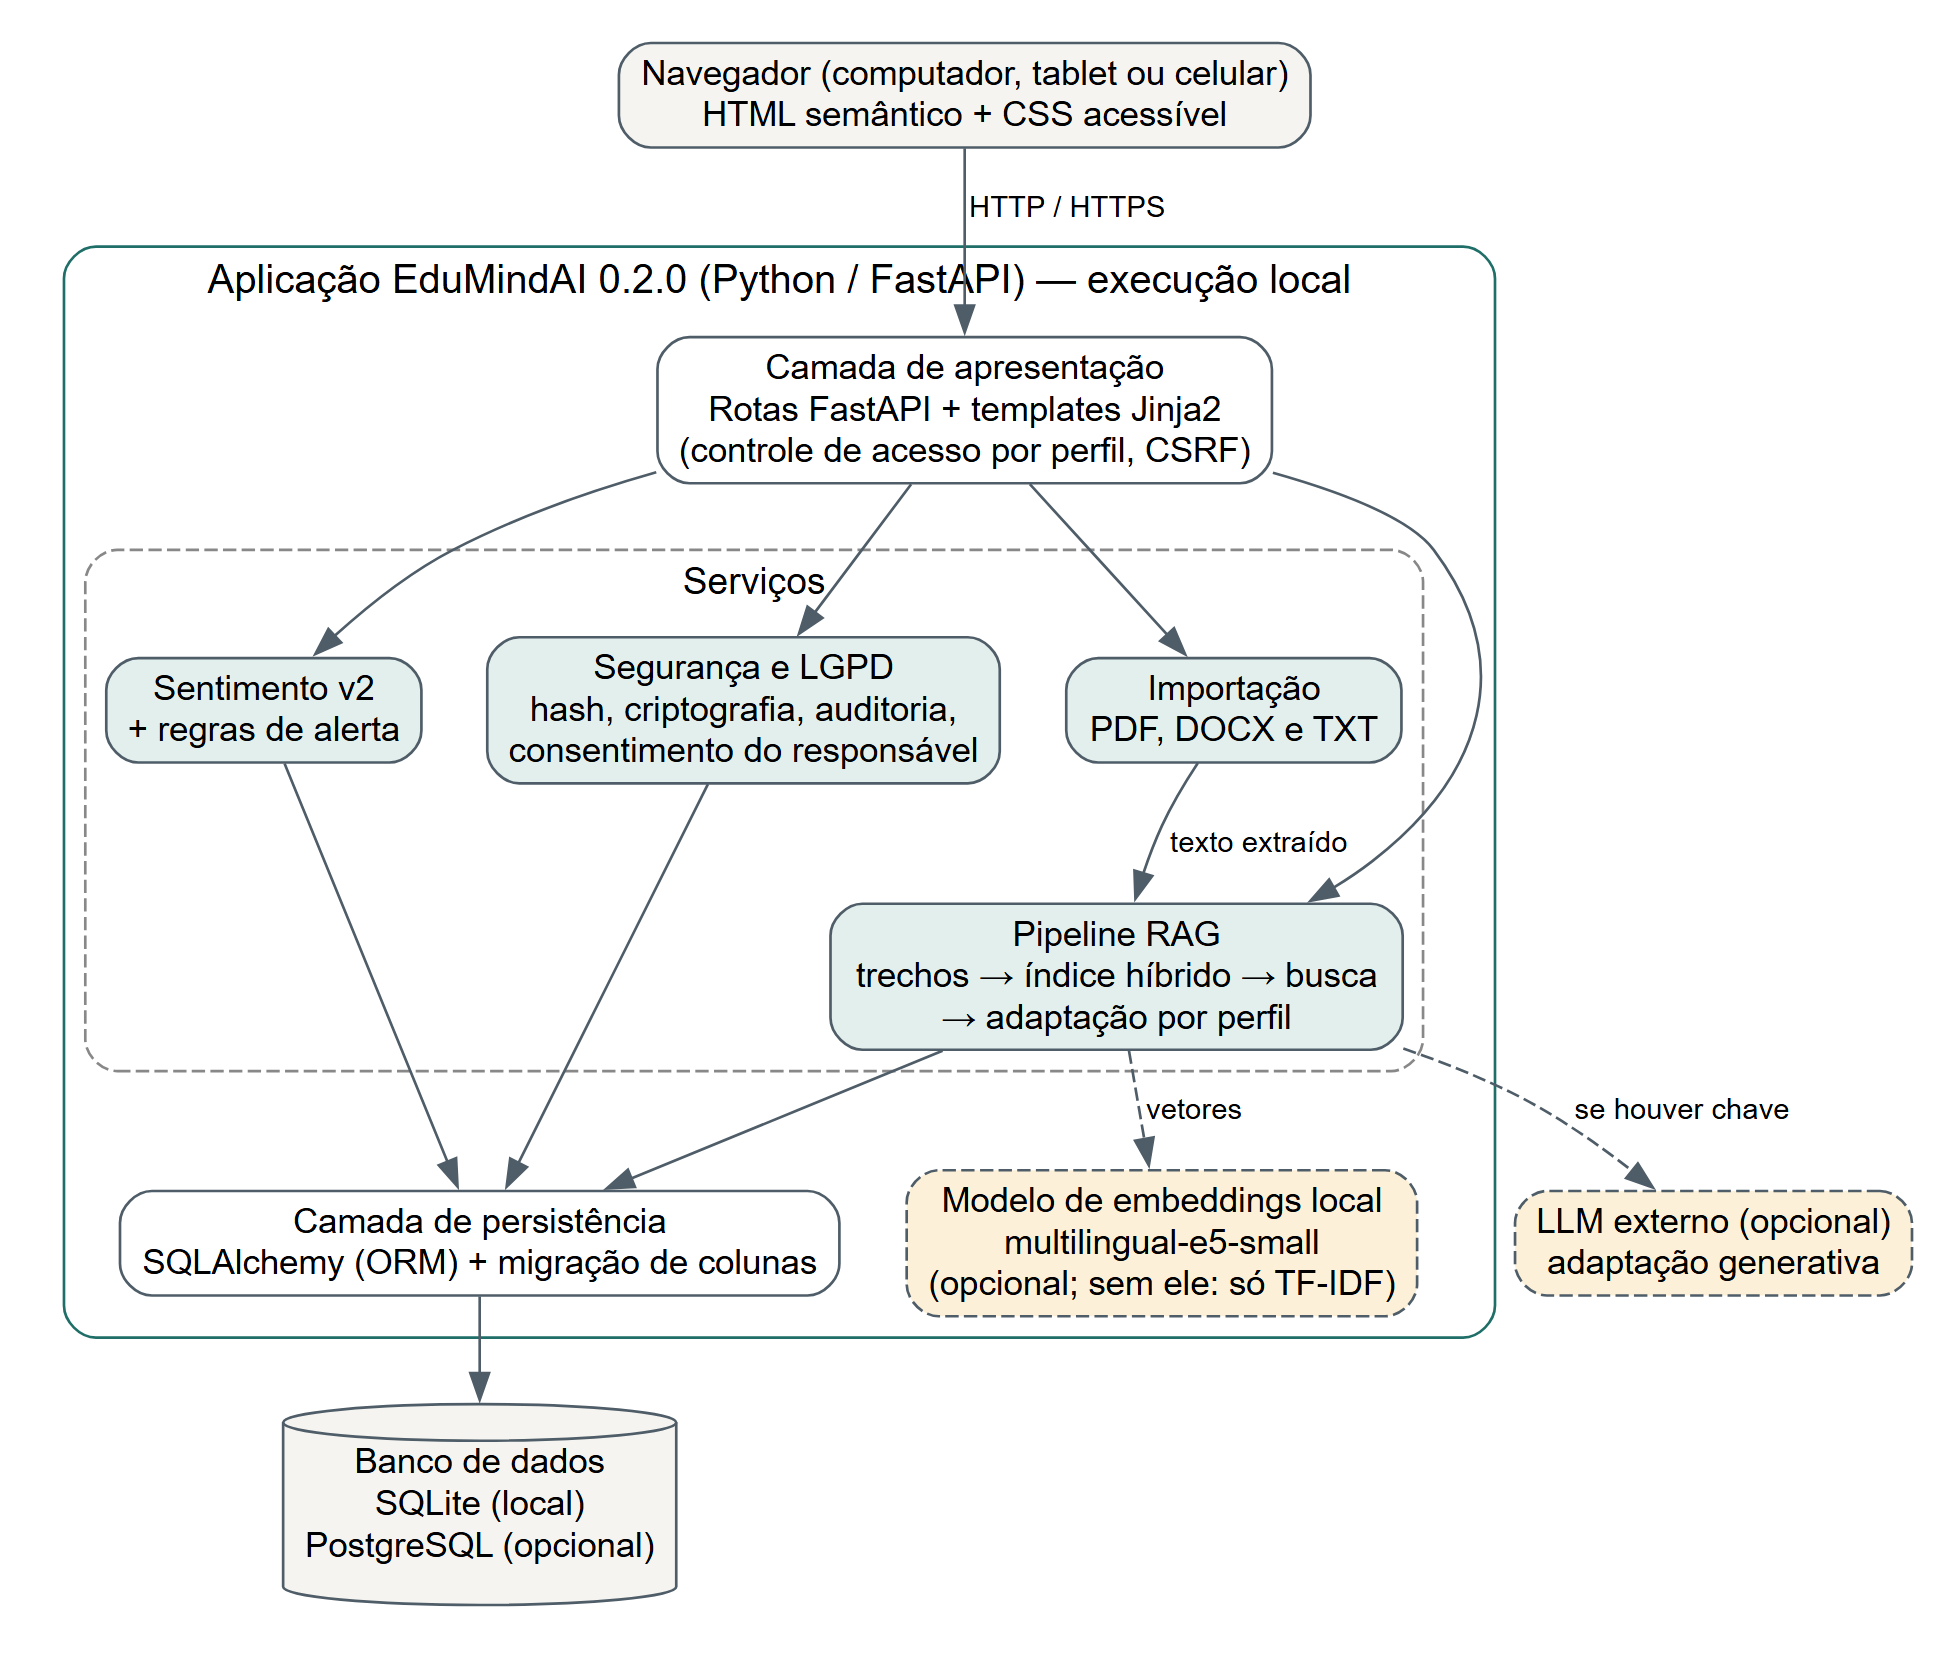 Navegador (computador, tablet ou celular)
HTML semântico + CSS acessível
HTTP / HTTPS
Aplicação EduMindAI 0.2.0 (Python / FastAPI) — execução local
Camada de apresentação
Rotas FastAPI + templates Jinja2
(controle de acesso por perfil, CSRF)
Serviços
Sentimento v2
+ regras de alerta
Segurança e LGPD
hash, criptografia, auditoria,
consentimento do responsável
Importação
PDF, DOCX e TXT
texto extraído
Pipeline RAG
trechos → índice híbrido → busca
→ adaptação por perfil
vetores
se houver chave
Camada de persistência
SQLAlchemy (ORM) + migração de colunas
Modelo de embeddings local
multilingual-e5-small
(opcional; sem ele: só TF-IDF)
LLM externo (opcional)
adaptação generativa
Banco de dados
SQLite (local)
PostgreSQL (opcional)